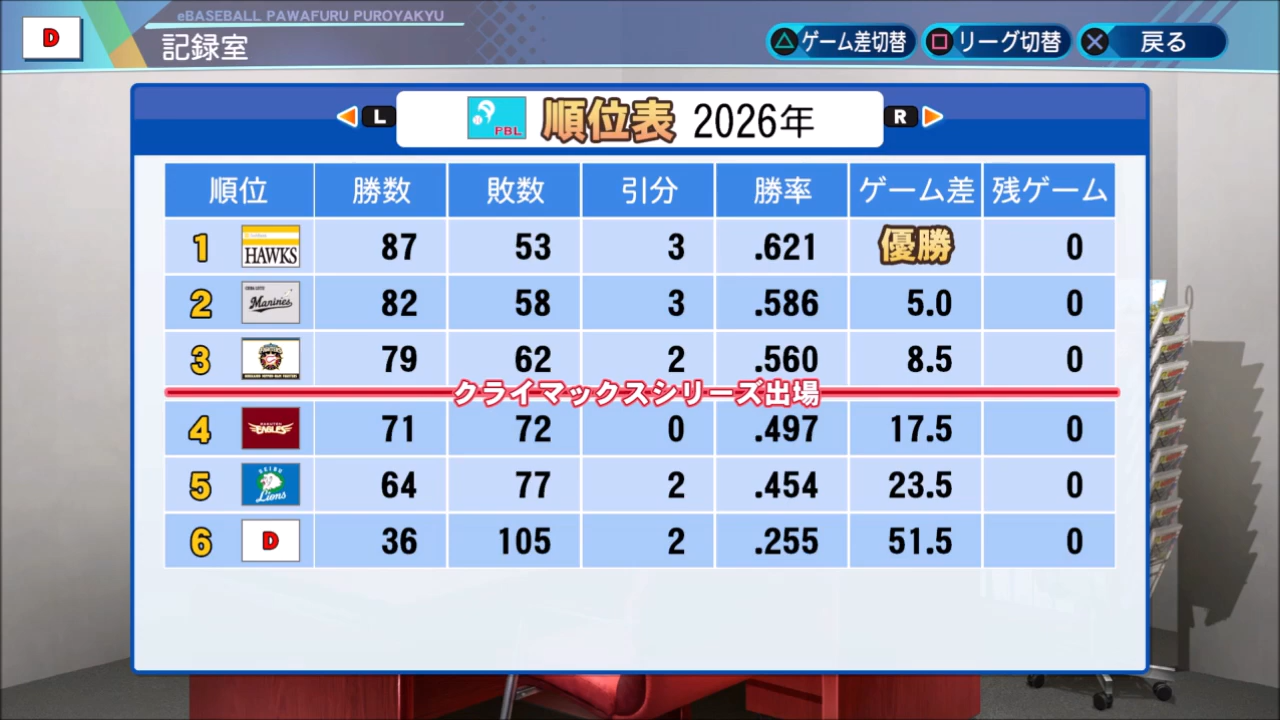 eBASEBALL PAWAFURU PUROYAKYU
D 記録室 △ゲーム差切替 □リーグ切替 ×戻る
L PBL 順位表 2026年 R
順位 勝数 敗数 引分 勝率 ゲーム差 残ゲーム
1 HAWKS 87 53 3 .621 優勝 0
2 Marines 82 58 3 .586 5.0 0
3 79 62 2 .560 8.5 0
クライマックスシリーズ出場
4 EAGLES 71 72 0 .497 17.5 0
5 SEIBU Lions 64 77 2 .454 23.5 0
6 D 36 105 2 .255 51.5 0